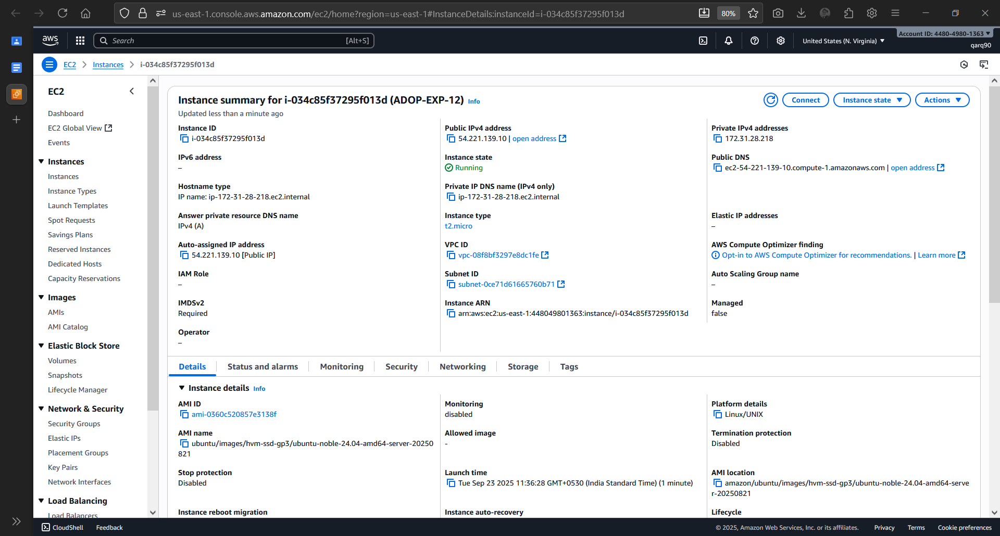 us-east-1.console.aws.amazon.com/ec2/home?region=us-east-1#InstanceDetails:instanceId=i-034c85f37295f013d
80%
aws
Search [Alt+S]
United States (N. Virginia)
Account ID: 4480-4980-1363
qarq90
EC2 > Instances > i-034c85f37295f013d
EC2
Dashboard
EC2 Global View
Events
Instances
Instances
Instance Types
Launch Templates
Spot Requests
Savings Plans
Reserved Instances
Dedicated Hosts
Capacity Reservations
Images
AMIs
AMI Catalog
Elastic Block Store
Volumes
Snapshots
Lifecycle Manager
Network & Security
Security Groups
Elastic IPs
Placement Groups
Key Pairs
Network Interfaces
Load Balancing
Load Balancers
Instance summary for i-034c85f37295f013d (ADOP-EXP-12) Info
Updated less than a minute ago
Connect
Instance state
Actions
Instance ID
i-034c85f37295f013d
Public IPv4 address
54.221.139.10 | open address
Private IPv4 addresses
172.31.28.218
IPv6 address
–
Instance state
Running
Public DNS
ec2-54-221-139-10.compute-1.amazonaws.com | open address
Hostname type
IP name: ip-172-31-28-218.ec2.internal
Private IP DNS name (IPv4 only)
ip-172-31-28-218.ec2.internal
Answer private resource DNS name
IPv4 (A)
Instance type
t2.micro
Elastic IP addresses
–
Auto-assigned IP address
54.221.139.10 [Public IP]
VPC ID
vpc-08f8bf3297e8dc1fe
AWS Compute Optimizer finding
Opt-in to AWS Compute Optimizer for recommendations. | Learn more
IAM Role
–
Subnet ID
subnet-0ce71d61665760b71
Auto Scaling Group name
–
IMDSv2
Required
Instance ARN
arn:aws:ec2:us-east-1:448049801363:instance/i-034c85f37295f013d
Managed
false
Operator
–
Details
Status and alarms
Monitoring
Security
Networking
Storage
Tags
Instance details Info
AMI ID
ami-0360c520857e3138f
Monitoring
disabled
Platform details
Linux/UNIX
AMI name
ubuntu/images/hvm-ssd-gp3/ubuntu-noble-24.04-amd64-server-20250
821
Allowed image
-
Termination protection
Disabled
Stop protection
Disabled
Launch time
Tue Sep 23 2025 11:36:28 GMT+0530 (India Standard Time) (1 minute)
AMI location
amazon/ubuntu/images/hvm-ssd-gp3/ubuntu-noble-24.04-amd64-serve
r-20250821
Instance reboot migration
Instance auto-recovery
Lifecycle
CloudShell
Feedback
© 2025, Amazon Web Services, Inc. or its affiliates.
Privacy
Terms
Cookie preferences